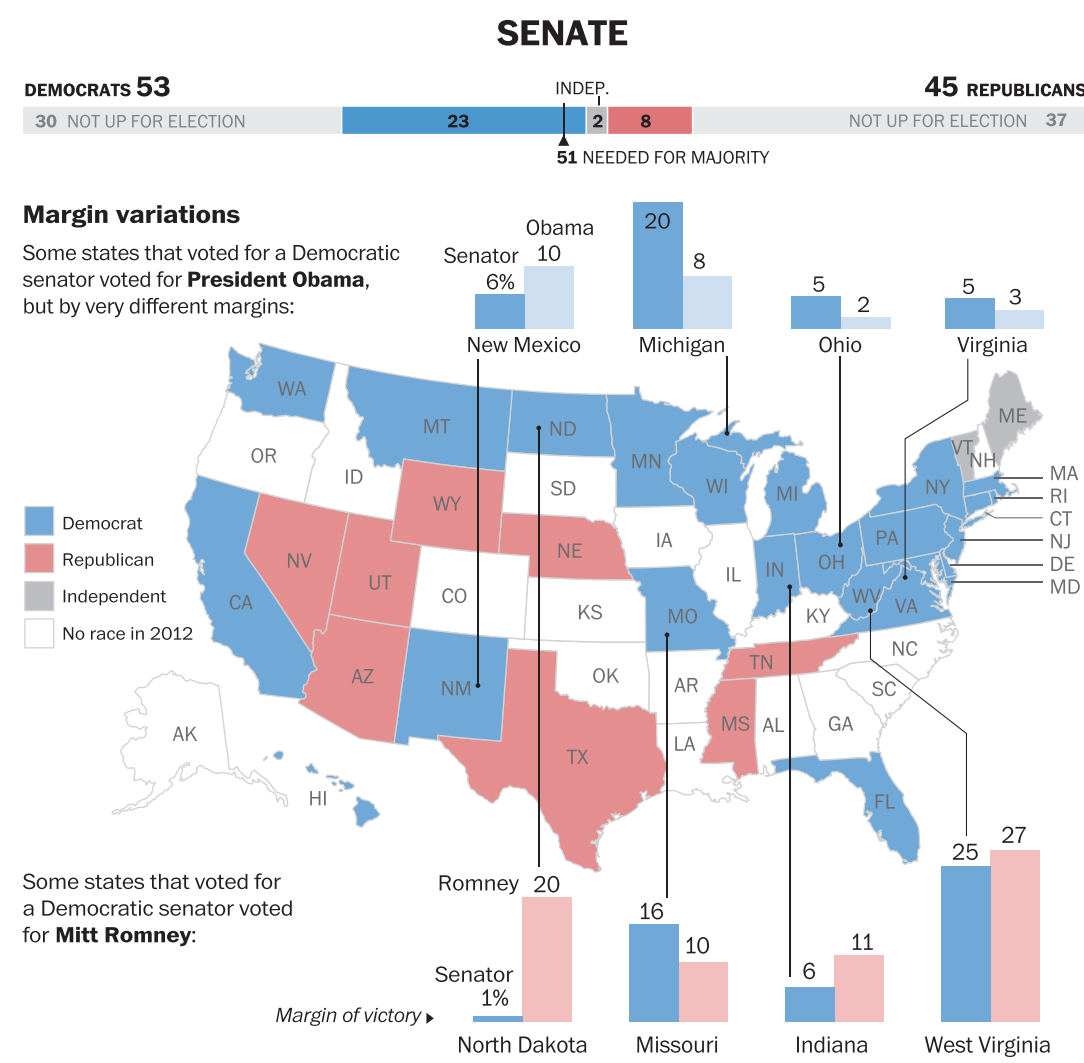 SENATE
DEMOCRATS 53
INDEP.
45 REPUBLICANS
30 NOT UP FOR ELECTION
23
2
8
NOT UP FOR ELECTION 37
51 NEEDED FOR MAJORITY
Margin variations
Some states that voted for a Democratic
senator voted for President Obama,
but by very different margins:
Senator
6%
Obama
10
New Mexico
20
8
Michigan
5
2
Ohio
5
3
Virginia
WA
OR
ID
MT
ND
MN
SD
WY
WI
MI
NY
VT
NH
ME
MA
RI
CT
NJ
DE
MD
Democrat
Republican
Independent
No race in 2012
NV
UT
CA
CO
NE
IA
IL
IN
OH
PA
WV
VA
KS
MO
KY
AZ
NM
OK
AR
TN
NC
SC
MS
AL
GA
LA
TX
FL
AK
HI
Some states that voted for
a Democratic senator voted
for Mitt Romney:
Margin of victory
Senator
1%
Romney 20
North Dakota
16
10
Missouri
6
11
Indiana
25
27
West Virginia